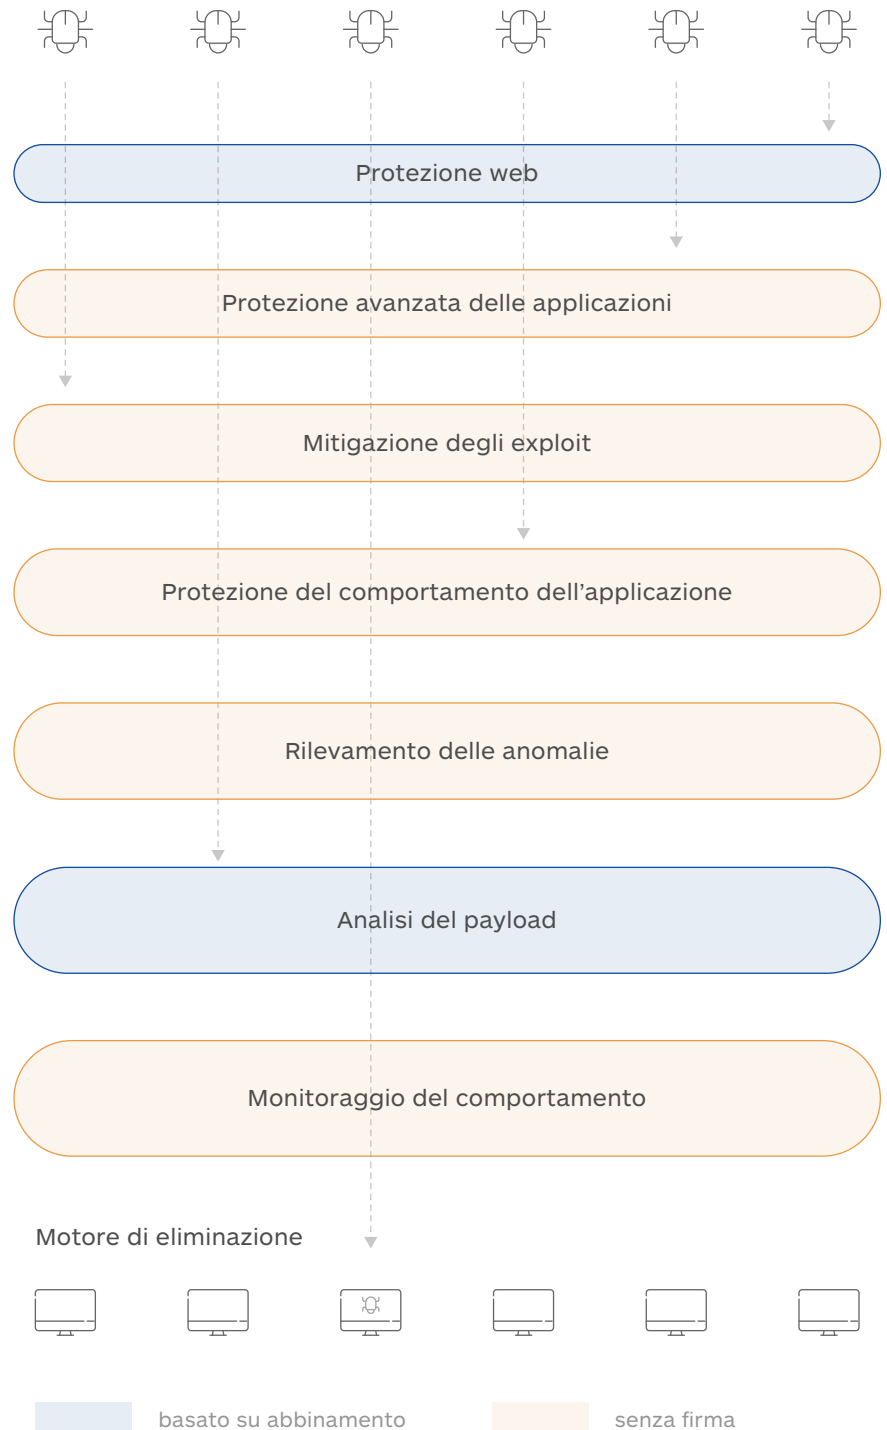 Protezione web
Protezione avanzata delle applicazioni
Mitigazione degli exploit
Protezione del comportamento dell’applicazione
Rilevamento delle anomalie
Analisi del payload
Monitoraggio del comportamento
Motore di eliminazione
basato su abbinamento
senza firma